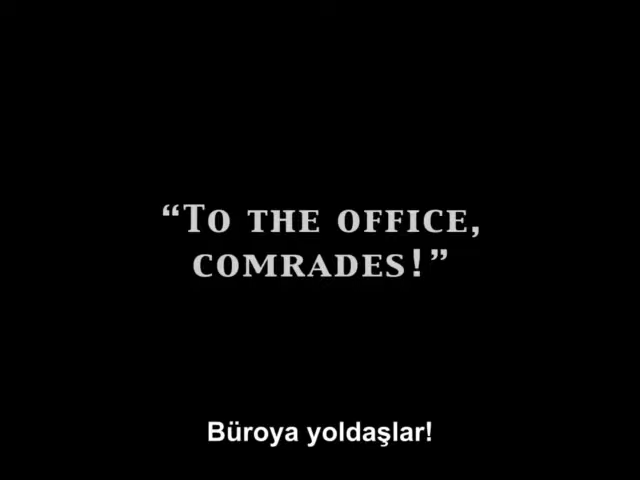 “To the office,
comrades!”
Büroya yoldaşlar!